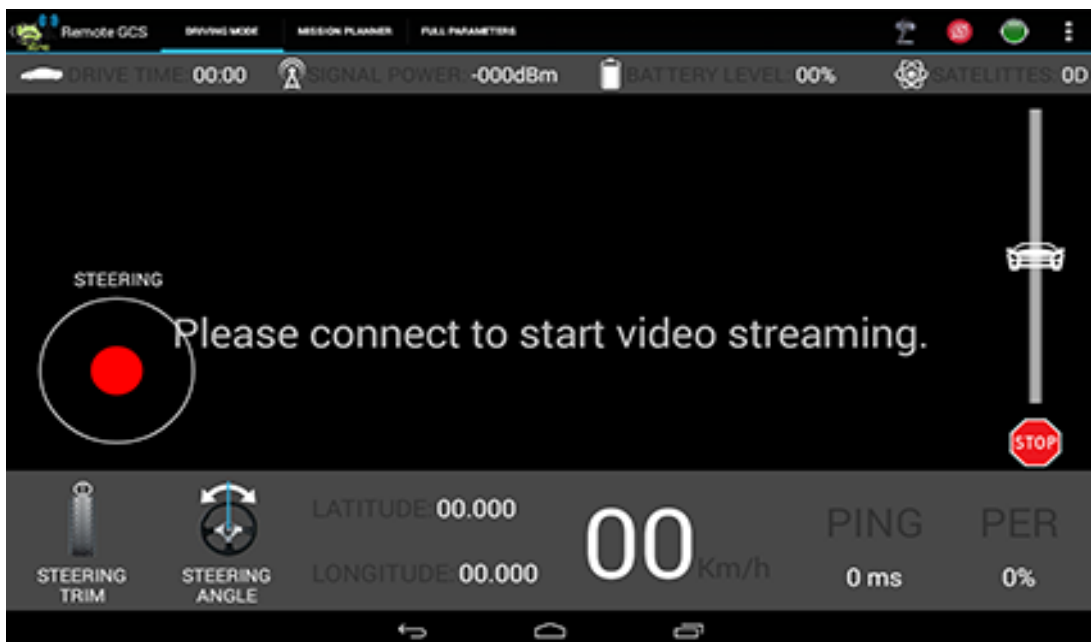 Remote GCS DRIVING MODE MISSION PLANNER FULL PARAMETERS
DRIVE TIME: 00:00 SIGNAL POWER: -000dBm BATTERY LEVEL: 00% SATELITTES: 0D
STEERING
Please connect to start video streaming.
STOP
LATITUDE: 00.000
00 Km/h
PING PER
LONGITUDE: 00.000
0 ms 0%
STEERING TRIM
STEERING ANGLE